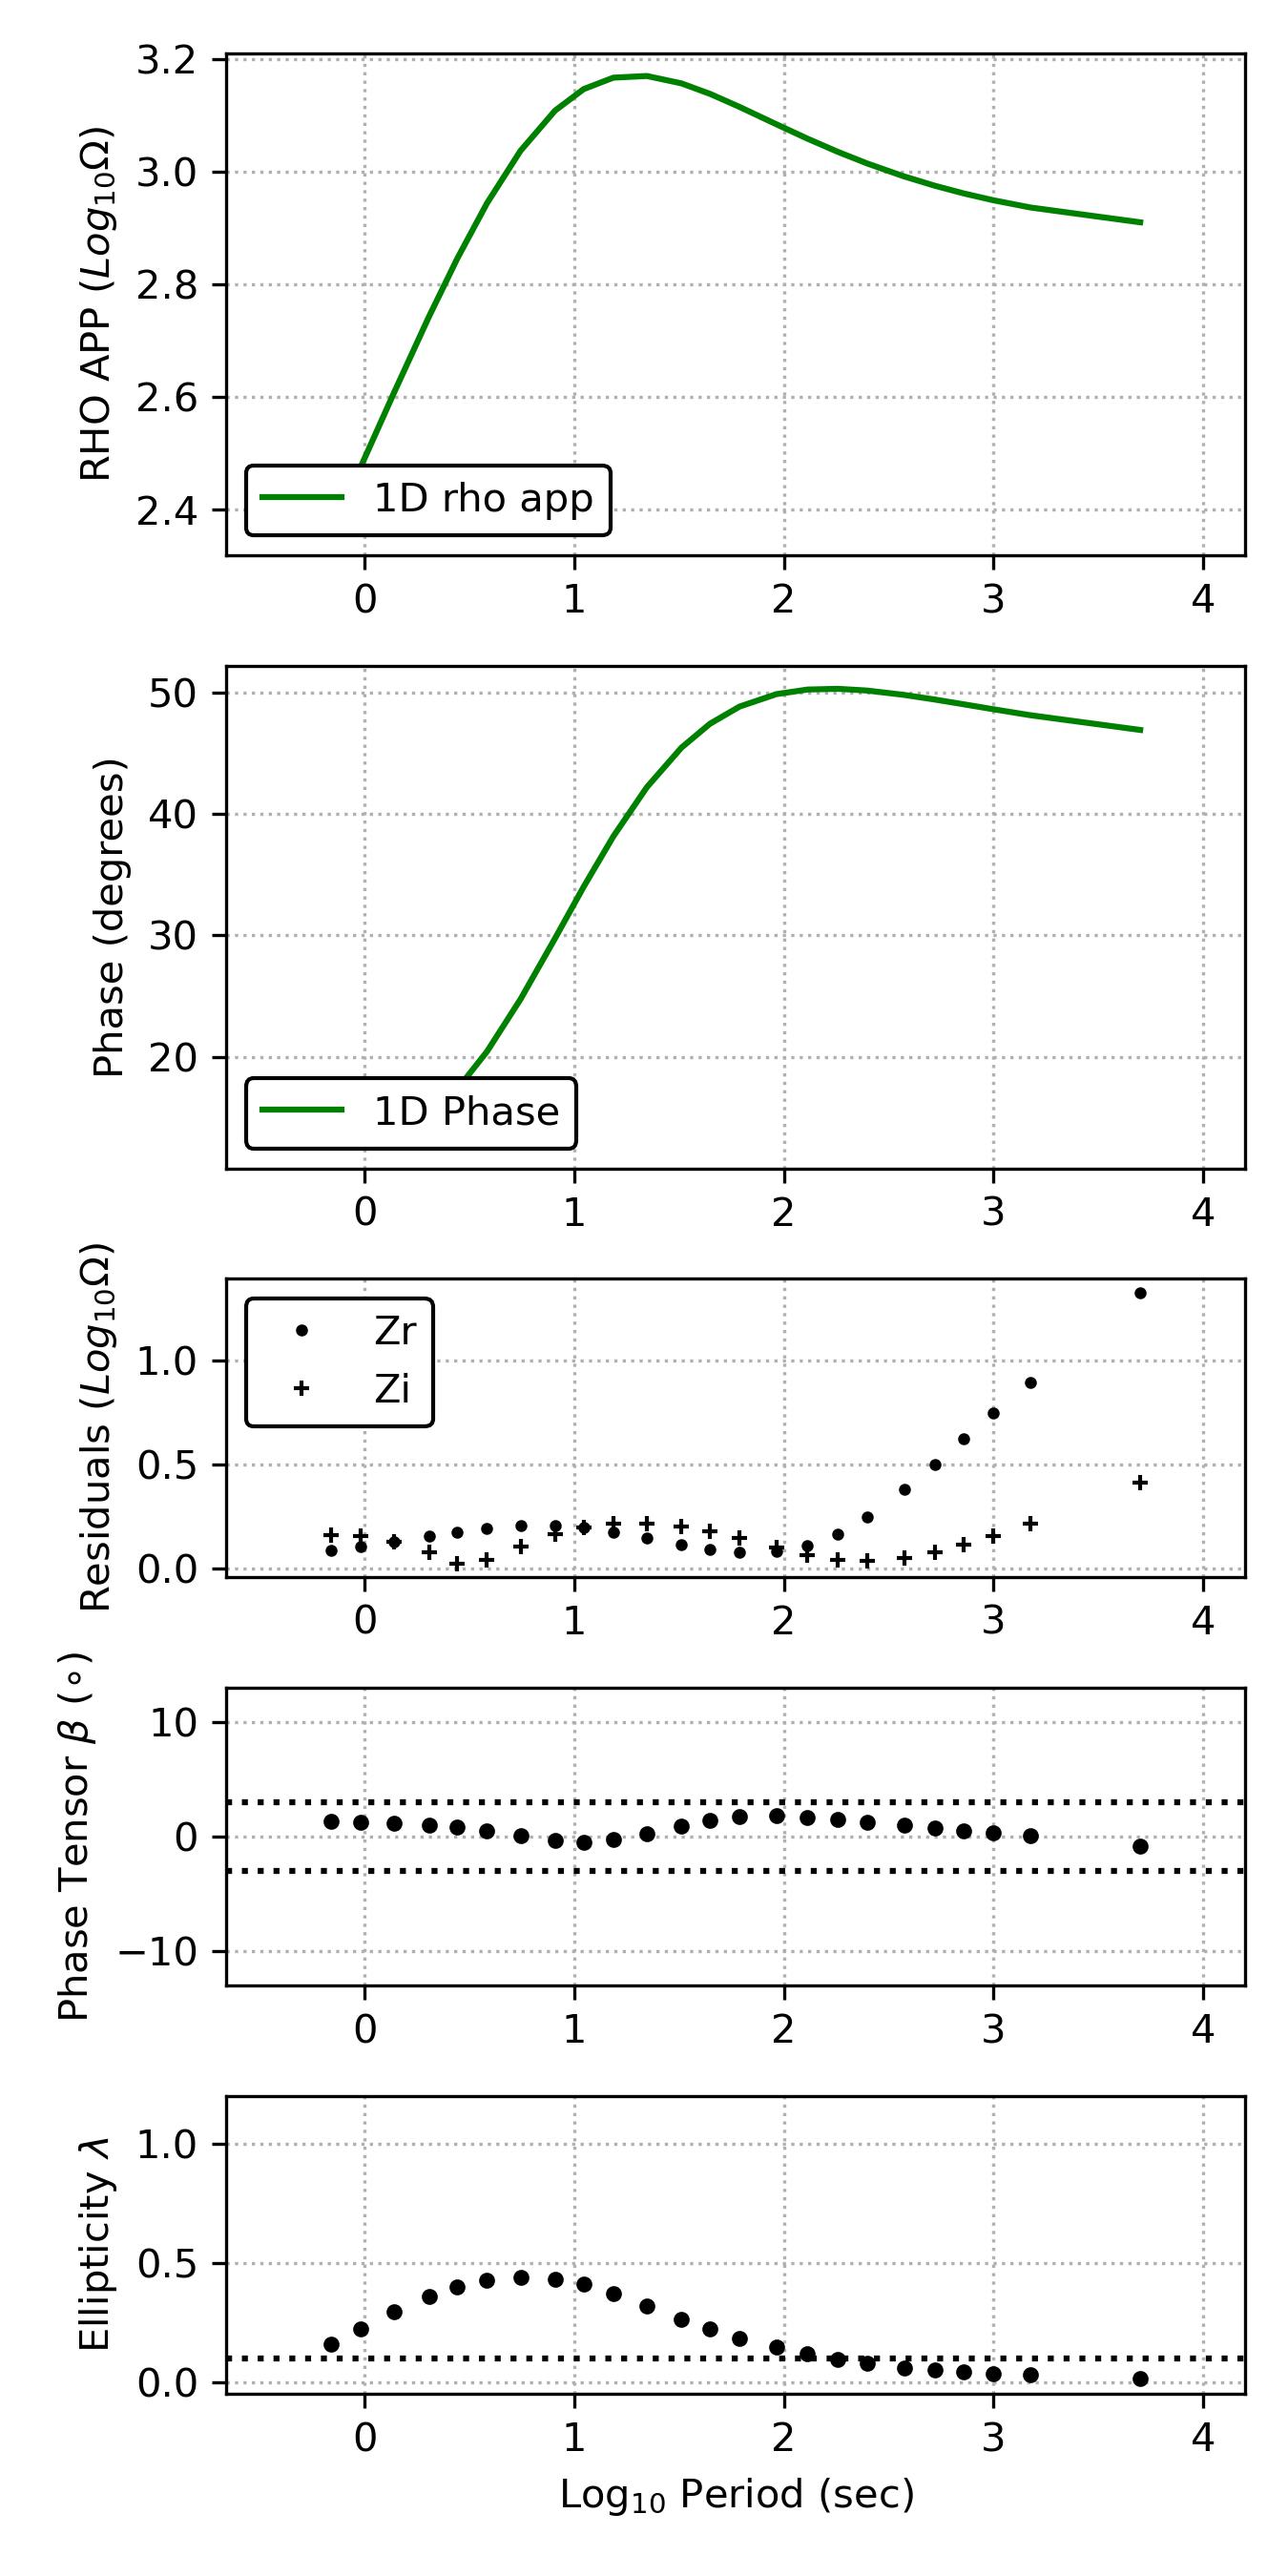 RHO APP (Log10Ω)
3.2
3.0
2.8
2.6
2.4
1D rho app
0 1 2 3 4
Phase (degrees)
50
40
30
20
1D Phase
0 1 2 3 4
Residuals (Log10Ω)
1.0
0.5
0.0
Zr
Zi
0 1 2 3 4
Phase Tensor β (∘)
10
0
−10
0 1 2 3 4
Ellipticity λ
1.0
0.5
0.0
0 1 2 3 4
Log10 Period (sec)